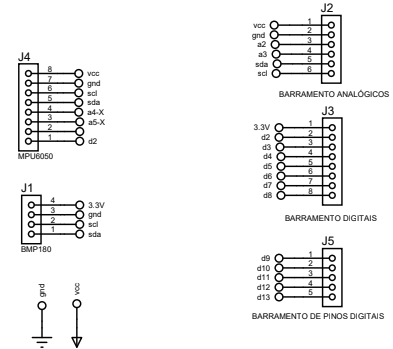 J2
vcc 1
gnd 2
a2 3
a3 4
sda 5
scl 6
BARRAMENTO ANALÓGICOS
J4
8 vcc
7 gnd
6 scl
5 sda
4 a4-X
3 a5-X
2
1 d2
MPU6050
J3
3.3V 1
d2 2
d3 3
d4 4
d5 5
d6 6
d7 7
d8 8
BARRAMENTO DIGITAIS
J1
4 3.3V
3 gnd
2 scl
1 sda
BMP180
J5
d9 1
d10 2
d11 3
d12 4
d13 5
BARRAMENTO DE PINOS DIGITAIS
gnd
vcc